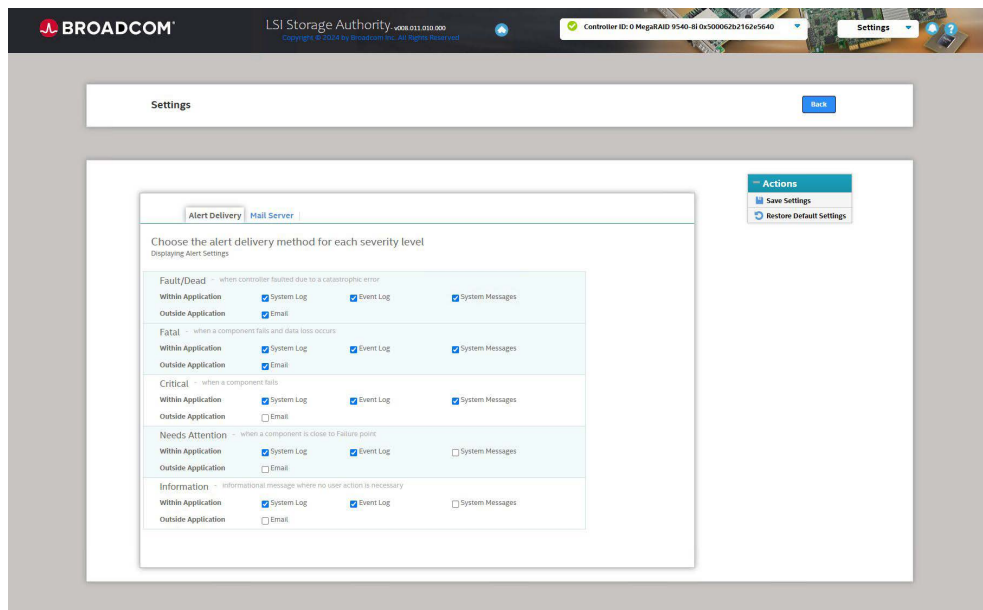 BROADCOM
LSI Storage Authority v008.011.010.000
Copyright © 2024 by Broadcom Inc. All Rights Reserved
Controller ID: 0 MegaRAID 9540-8i 0x500062b2162e5640
Settings
?
Settings
Back
Actions
Save Settings
Restore Default Settings
Alert Delivery Mail Server
Choose the alert delivery method for each severity level
Displaying Alert Settings
Fault/Dead - when controller faulted due to a catastrophic error
Within Application System Log Event Log System Messages
Outside Application Email
Fatal - when a component fails and data loss occurs
Within Application System Log Event Log System Messages
Outside Application Email
Critical - when a component fails
Within Application System Log Event Log System Messages
Outside Application Email
Needs Attention - when a component is close to Failure point
Within Application System Log Event Log System Messages
Outside Application Email
Information - Informational message where no user action is necessary
Within Application System Log Event Log System Messages
Outside Application Email